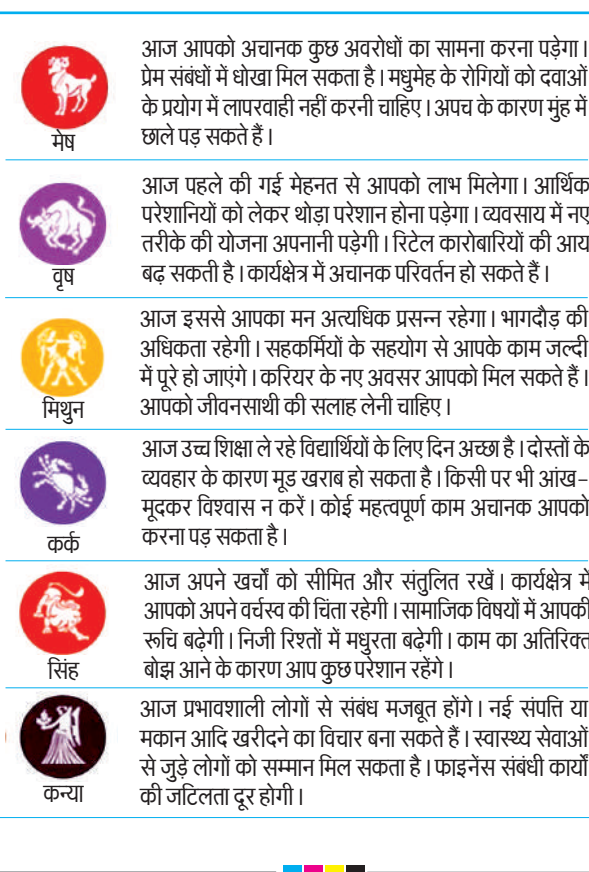 आज आपको अचानक कुछ अवरोधों का सामना करना पड़ेगा।
प्रेम संबंधों में धोखा मिल सकता है। मधुमेह के रोगियों को दवाओं
के प्रयोग में लापरवाही नहीं करनी चाहिए। अपच के कारण मुंह में
छाले पड़ सकते हैं।
मेष
आज पहले की गई मेहनत से आपको लाभ मिलेगा। आर्थिक
परेशानियों को लेकर थोड़ा परेशान होना पड़ेगा। व्यवसाय में नए
तरीके की योजना अपनानी पड़ेगी। रिटेल कारोबारियों की आय
बढ़ सकती है। कार्यक्षेत्र में अचानक परिवर्तन हो सकते हैं।
वृष
आज इससे आपका मन अत्यधिक प्रसन्न रहेगा। भागदौड़ की
अधिकता रहेगी। सहकर्मियों के सहयोग से आपके काम जल्दी
में पूरे हो जाएंगे। करियर के नए अवसर आपको मिल सकते हैं।
आपको जीवनसाथी की सलाह लेनी चाहिए।
मिथुन
आज उच्च शिक्षा ले रहे विद्यार्थियों के लिए दिन अच्छा है। दोस्तों के
व्यवहार के कारण मूड खराब हो सकता है। किसी पर भी आंख-
मूदकर विश्वास न करें। कोई महत्वपूर्ण काम अचानक आपको
करना पड़ सकता है।
कर्क
आज अपने खर्चों को सीमित और संतुलित रखें। कार्यक्षेत्र में
आपको अपने वर्चस्व की चिंता रहेगी। सामाजिक विषयों में आपकी
रूचि बढ़ेगी। निजी रिश्तों में मधुरता बढ़ेगी। काम का अतिरिक्त
बोझ आने के कारण आप कुछ परेशान रहेंगे।
सिंह
आज प्रभावशाली लोगों से संबंध मजबूत होंगे। नई संपत्ति या
मकान आदि खरीदने का विचार बना सकते हैं। स्वास्थ्य सेवाओं
से जुड़े लोगों को सम्मान मिल सकता है। फाइनेंस संबंधी कार्यों
की जटिलता दूर होगी।
कन्या